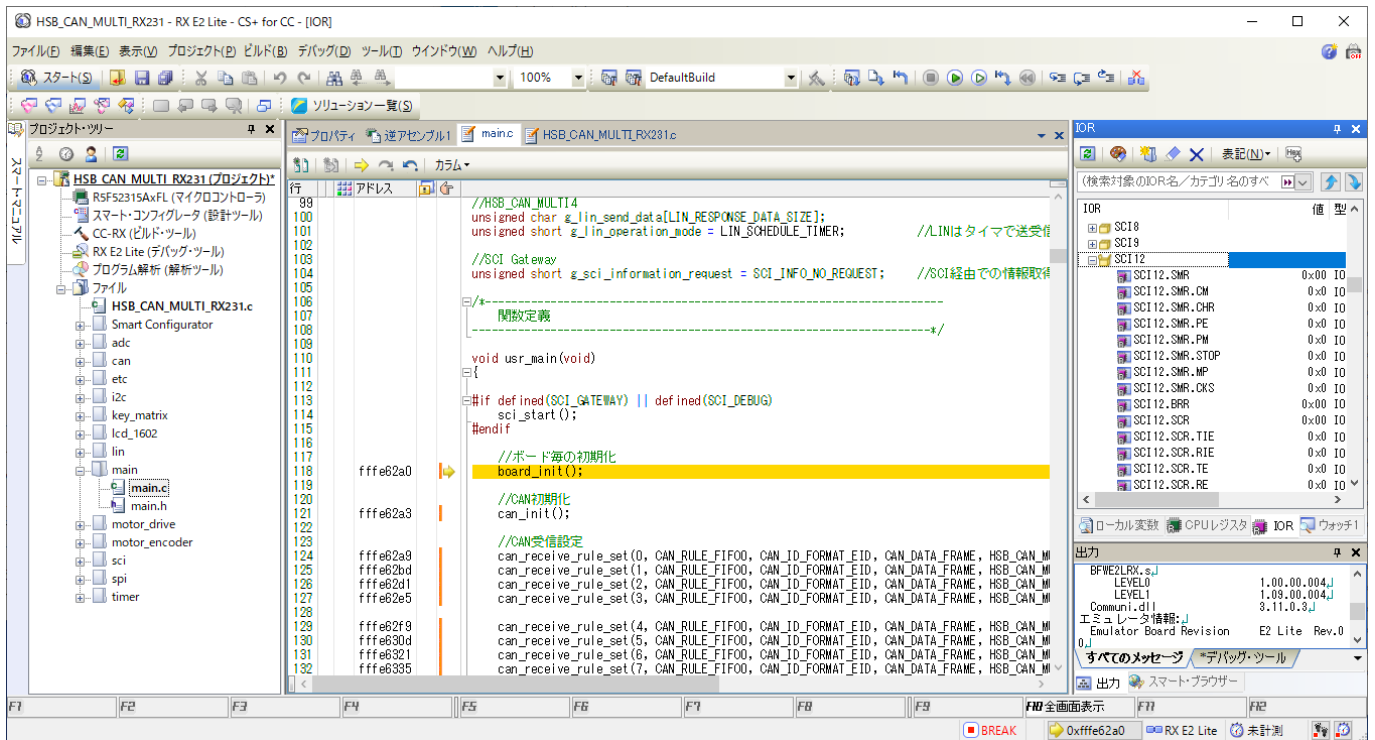 HSB_CAN_MULTI_RX231 - RX E2 Lite - CS+ for CC - [IOR]
ファイル(F) 編集(E) 表示(V) プロジェクト(P) ビルド(B) デバッグ(D) ツール(T) ウインドウ(W) ヘルプ(H)
スタート(S) 100% DefaultBuild
ソリューション一覧(S)
スマート・マニュアル
プロジェクト・ツリー
HSB_CAN_MULTI_RX231 (プロジェクト)*
R5F52315AxFL (マイクロコントローラ)
スマート・コンフィグレータ (設計ツール)
CC-RX (ビルド・ツール)
RX E2 Lite (デバッグ・ツール)
プログラム解析 (解析ツール)
ファイル
HSB_CAN_MULTI_RX231.c
Smart Configurator
adc
can
etc
i2c
key_matrix
lcd_1602
lin
main
main.c
main.h
motor_drive
motor_encoder
sci
spi
timer
プロパティ 逆アセンブル1 main.c HSB_CAN_MULTI_RX231.c
カラム
行 アドレス
99 //HSB_CAN_MULTI4
100 unsigned char g_lin_send_data[LIN_RESPONSE_DATA_SIZE];
101 unsigned short g_lin_operation_mode = LIN_SCHEDULE_TIMER; //LINはタイマで送受信
102
103 //SCI Gateway
104 unsigned short g_sci_information_request = SCI_INFO_NO_REQUEST; //SCI経由での情報取得
105
106 /*--------------------------------------------------------------------
107 関数定義
108 --------------------------------------------------------------------*/
109
110 void usr_main(void)
111 {
112
113 #if defined(SCI_GATEWAY) || defined(SCI_DEBUG)
114 sci_start();
115 #endif
116
117 //ボード毎の初期化
118 fffe62a0 board_init();
119
120 //CAN初期化
121 fffe62a3 can_init();
122
123 //CAN受信設定
124 fffe62a9 can_receive_rule_set(0, CAN_RULE_FIFO0, CAN_ID_FORMAT_EID, CAN_DATA_FRAME, HSB_CAN_M
125 fffe62bd can_receive_rule_set(1, CAN_RULE_FIFO0, CAN_ID_FORMAT_EID, CAN_DATA_FRAME, HSB_CAN_M
126 fffe62d1 can_receive_rule_set(2, CAN_RULE_FIFO0, CAN_ID_FORMAT_EID, CAN_DATA_FRAME, HSB_CAN_M
127 fffe62e5 can_receive_rule_set(3, CAN_RULE_FIFO0, CAN_ID_FORMAT_EID, CAN_DATA_FRAME, HSB_CAN_M
128
129 fffe62f9 can_receive_rule_set(4, CAN_RULE_FIFO0, CAN_ID_FORMAT_EID, CAN_DATA_FRAME, HSB_CAN_M
130 fffe630d can_receive_rule_set(5, CAN_RULE_FIFO0, CAN_ID_FORMAT_EID, CAN_DATA_FRAME, HSB_CAN_M
131 fffe6321 can_receive_rule_set(6, CAN_RULE_FIFO0, CAN_ID_FORMAT_EID, CAN_DATA_FRAME, HSB_CAN_M
132 fffe6335 can_receive_rule_set(7, CAN_RULE_FIFO0, CAN_ID_FORMAT_EID, CAN_DATA_FRAME, HSB_CAN_M
IOR
表記(N) Hex
(検索対象のIOR名/カテゴリ名のすべ
IOR 値 型
SCI8
SCI9
SCI12
SCI12.SMR 0x00 IO
SCI12.SMR.CM 0x0 IO
SCI12.SMR.CHR 0x0 IO
SCI12.SMR.PE 0x0 IO
SCI12.SMR.PM 0x0 IO
SCI12.SMR.STOP 0x0 IO
SCI12.SMR.MP 0x0 IO
SCI12.SMR.CKS 0x0 IO
SCI12.BRR 0x00 IO
SCI12.SCR 0x00 IO
SCI12.SCR.TIE 0x0 IO
SCI12.SCR.RIE 0x0 IO
SCI12.SCR.TE 0x0 IO
SCI12.SCR.RE 0x0 IO
ローカル変数 CPUレジスタ IOR ウォッチ1
出力
BFWE2LRX.s
LEVEL0 1.00.00.004
LEVEL1 1.09.00.004
Communi.dll 3.11.0.3
エミュレータ情報:
Emulator Board Revision E2 Lite Rev.0
0
すべてのメッセージ *デバッグ・ツール
出力 スマート・ブラウザー
F1 F2 F3 F4 F5 F6 F7 F8 F9 F10 全画面表示 F11 F12
BREAK 0xfffe62a0 RX E2 Lite 未計測